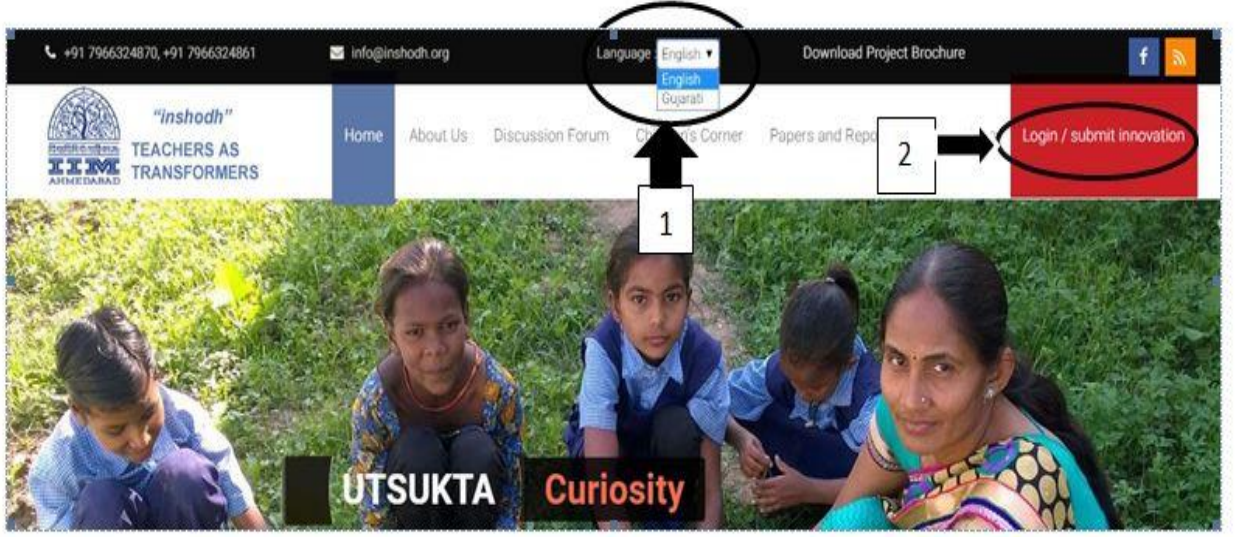 +91 7966324870, +91 7966324861 info@inshodh.org Language : English Download Project Brochure
English
Gujarati
"inshodh"
TEACHERS AS
TRANSFORMERS
IIM
AHMEDABAD
Home About Us Discussion Forum Corner Papers and Login / submit innovation
2
1
UTSUKTA Curiosity